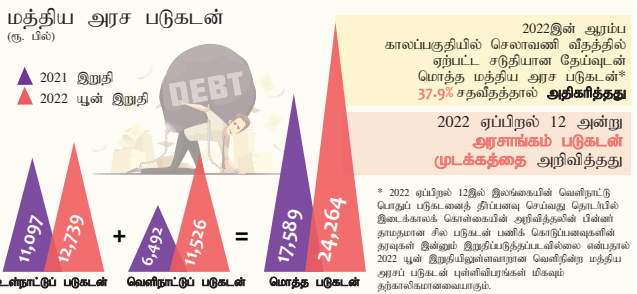 மத்திய அரச படுகடன்
(ரூ. பில்)
2021 இறுதி
2022 யூன் இறுதி
DEBT
11,097
12,739
+
6,492
11,526
=
17,589
24,264
உள்நாட்டுப் படுகடன்
வெளிநாட்டுப் படுகடன்
மொத்த படுகடன்
2022இன் ஆரம்ப
காலப்பகுதியில் செலாவணி வீதத்தில்
ஏற்பட்ட சடுதியான தேய்வுடன்
மொத்த மத்திய அரச படுகடன்*
37.9% சதவீதத்தால் அதிகரித்தது
2022 ஏப்பிறல் 12 அன்று
அரசாங்கம் படுகடன்
முடக்கத்தை அறிவித்தது
* 2022 ஏப்பிறல் 12இல் இலங்கையின் வெளிநாட்டு
பொதுப் படுகடனைத் தீர்ப்பனவு செய்வது தொடர்பில்
இடைக்காலக் கொள்கையின் அறிவித்தலின் பின்னர்
தாமதமான சில படுகடன் பணிக் கொடுப்பனவுகளின்
தரவுகள் இன்னும் இறுதிப்படுத்தப்படவில்லை என்பதால்
2022 யூன் இறுதியிலுள்ளவாறான வெளிநின்ற மத்திய
அரசப் படுகடன் புள்ளிவிபரங்கள் மிகவும்
தற்காலிகமானவையாகும்.